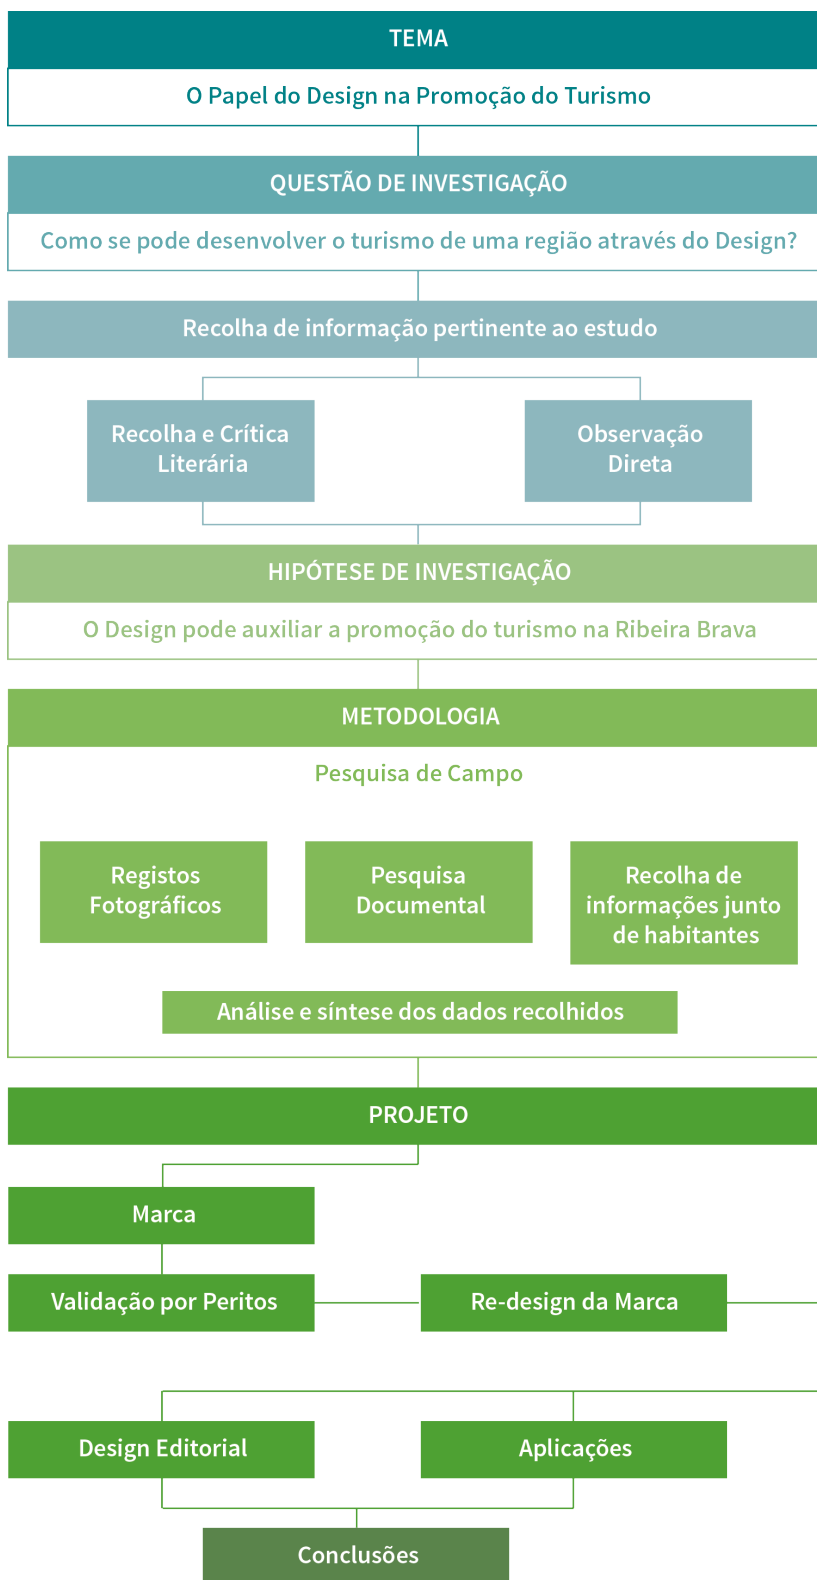 TEMA
O Papel do Design na Promoção do Turismo
QUESTÃO DE INVESTIGAÇÃO
Como se pode desenvolver o turismo de uma região através do Design?
Recolha de informação pertinente ao estudo
Recolha e Crítica
Literária
Observação
Direta
HIPÓTESE DE INVESTIGAÇÃO
O Design pode auxiliar a promoção do turismo na Ribeira Brava
METODOLOGIA
Pesquisa de Campo
Registos
Fotográficos
Pesquisa
Documental
Recolha de
informações junto
de habitantes
Análise e síntese dos dados recolhidos
PROJETO
Marca
Validação por Peritos
Re-design da Marca
Design Editorial
Aplicações
Conclusões